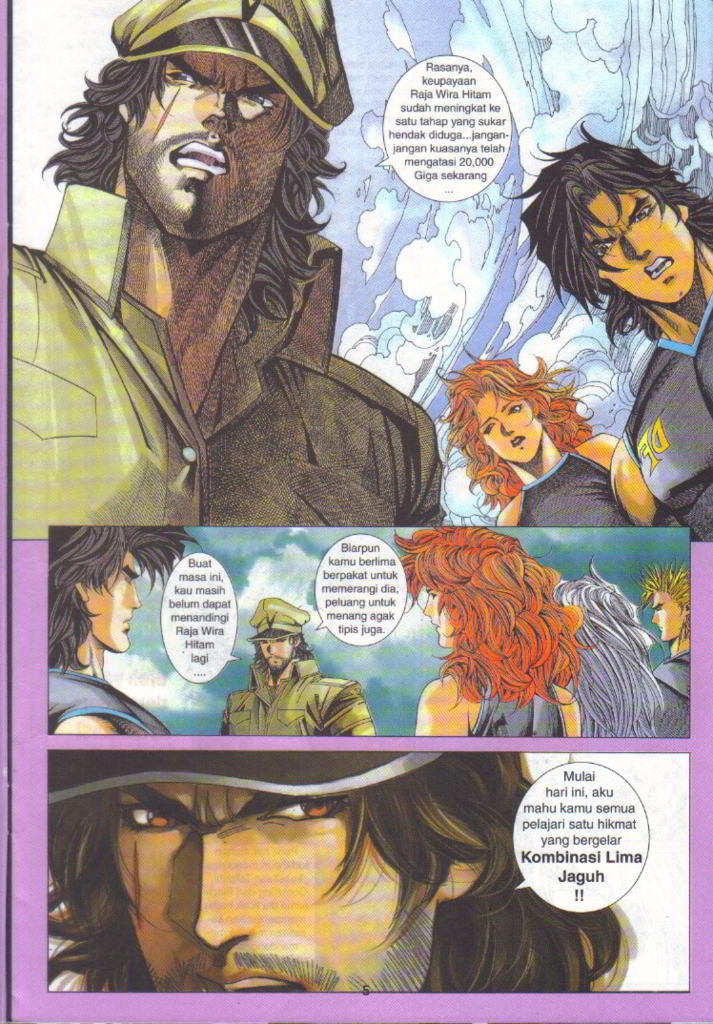 Rasanya,
keupayaan
Raja Wira Hitam
sudah meningkat ke
satu tahap yang sukar
hendak diduga...jangan-
jangan kuasanya telah
mengatasi 20,000
Giga sekarang
...
Buat
masa ini,
kau masih
belum dapat
menandingi
Raja Wira
Hitam
lagi
....
Biarpun
kamu berlima
berpakat untuk
memerangi dia,
peluang untuk
menang agak
tipis juga.
Mulai
hari ini, aku
mahu kamu semua
pelajari satu hikmat
yang bergelar
Kombinasi Lima
Jaguh
!!
5